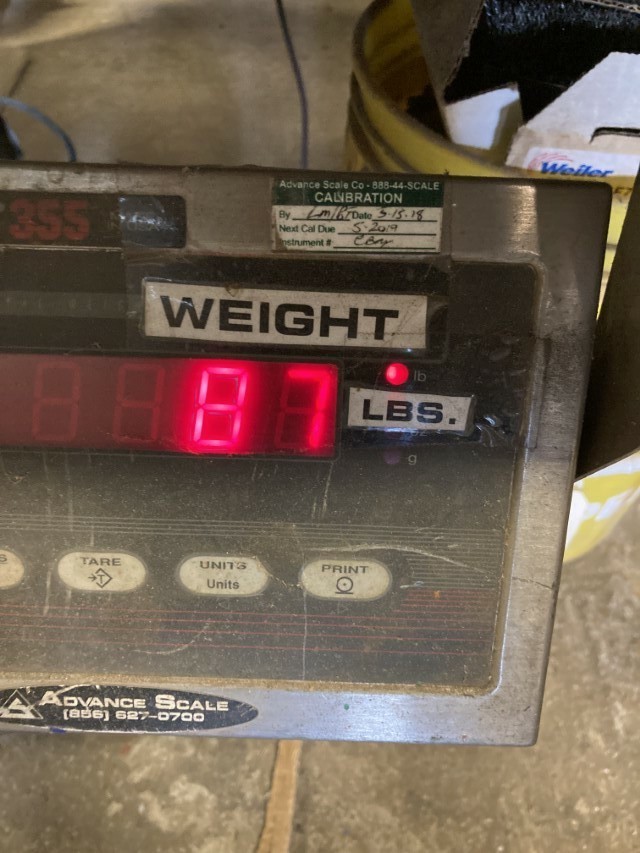 Advance Scale Co - 888-44-SCALE
CALIBRATION
By Date 5-15-18
Next Cal Due 5-2019
Instrument #
355
Weiler
WEIGHT
87
lb
LBS.
g
S
TARE
T
UNITS
Units
PRINT
ADVANCE SCALE
(856) 627-0700